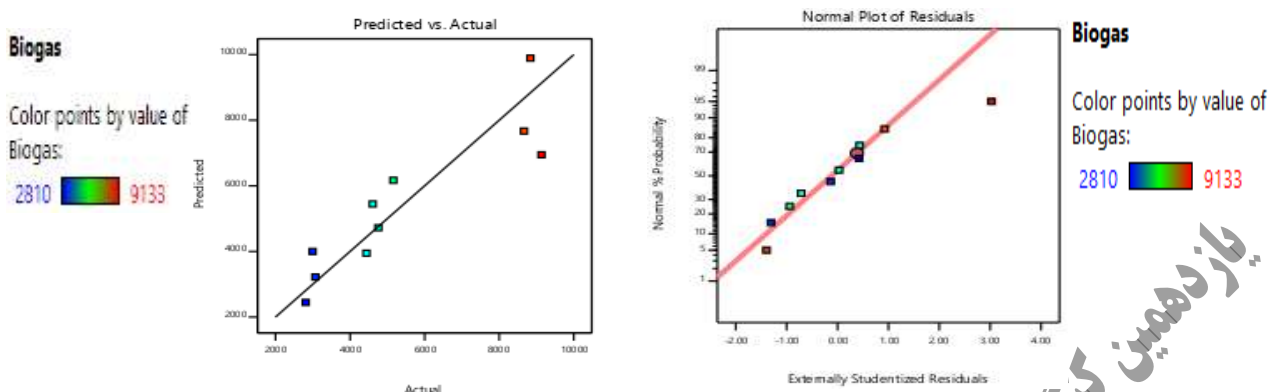 Biogas
Color points by value of
Biogas:
2810 9133
Predicted vs. Actual
Predicted
10000
8000
6000
4000
2000
2000 4000 6000 8000 10000
Actual
Normal Plot of Residuals
Normal % Probability
99
95
90
80
70
50
30
20
10
5
1
-2.00 -1.00 0.00 1.00 2.00 3.00 4.00
Externally Studentized Residuals
Biogas
Color points by value of
Biogas:
2810 9133
یازدهمین